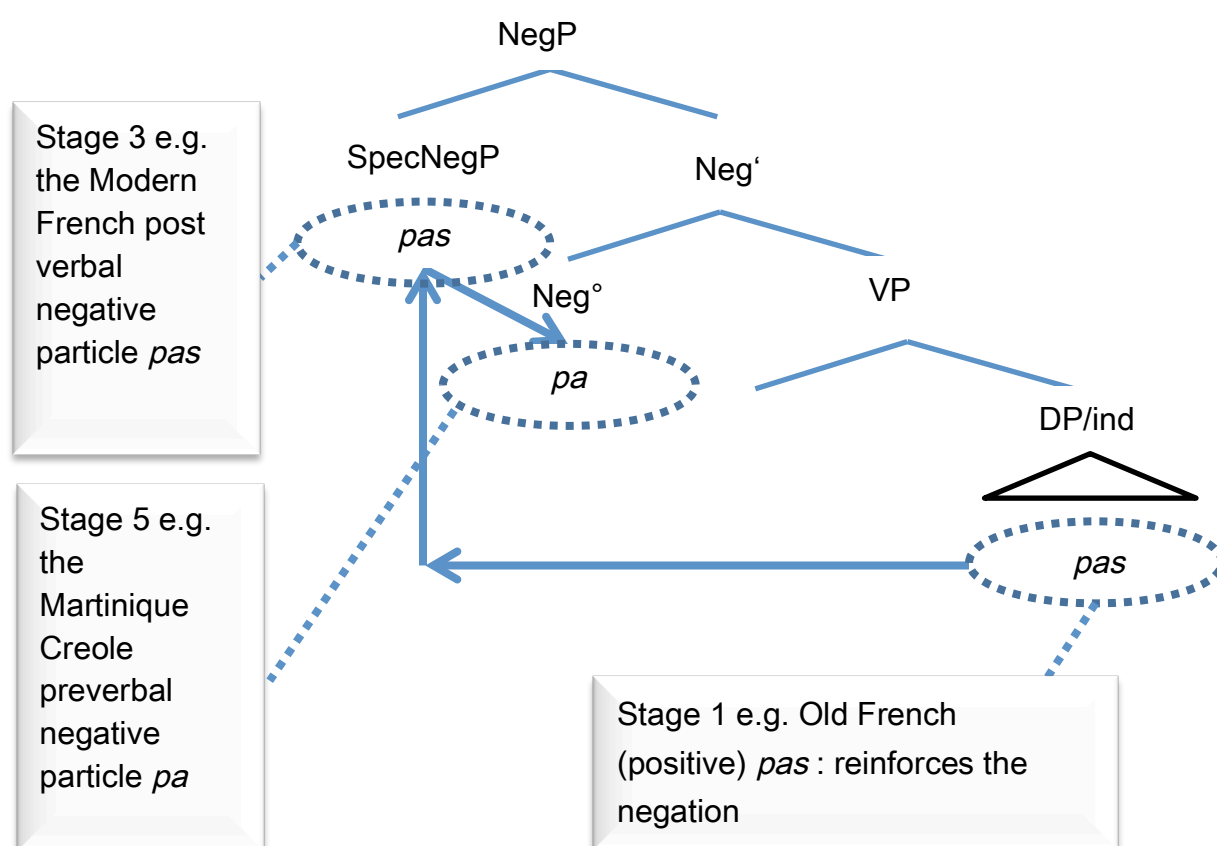 NegP
Stage 3 e.g.
the Modern
French post
verbal
negative
particle pas
SpecNegP
Neg‘
pas
Neg°
VP
pa
DP/ind
pas
Stage 5 e.g.
the
Martinique
Creole
preverbal
negative
particle pa
Stage 1 e.g. Old French
(positive) pas : reinforces the
negation